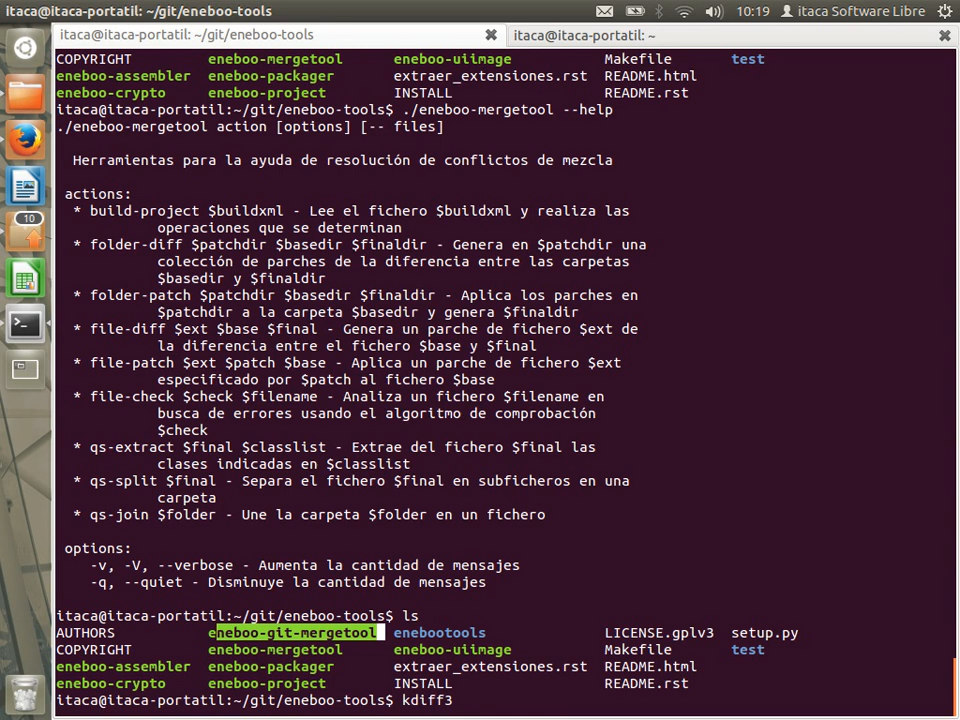 itaca@itaca-portatil: ~/git/eneboo-tools
10:19 itaca Software Libre
itaca@itaca-portatil: ~/git/eneboo-tools
itaca@itaca-portatil: ~
COPYRIGHT eneboo-mergetool eneboo-uiimage Makefile test
eneboo-assembler eneboo-packager extraer_extensiones.rst README.html
eneboo-crypto eneboo-project INSTALL README.rst
itaca@itaca-portatil:~/git/eneboo-tools$ ./eneboo-mergetool --help
./eneboo-mergetool action [options] [-- files]
Herramientas para la ayuda de resolución de conflictos de mezcla
actions:
* build-project $buildxml - Lee el fichero $buildxml y realiza las
operaciones que se determinan
* folder-diff $patchdir $basedir $finaldir - Genera en $patchdir una
colección de parches de la diferencia entre las carpetas
$basedir y $finaldir
* folder-patch $patchdir $basedir $finaldir - Aplica los parches en
$patchdir a la carpeta $basedir y genera $finaldir
* file-diff $ext $base $final - Genera un parche de fichero $ext de
la diferencia entre el fichero $base y $final
* file-patch $ext $patch $base - Aplica un parche de fichero $ext
especificado por $patch al fichero $base
* file-check $check $filename - Analiza un fichero $filename en
busca de errores usando el algoritmo de comprobación
$check
* qs-extract $final $classlist - Extrae del fichero $final las
clases indicadas en $classlist
* qs-split $final - Separa el fichero $final en subficheros en una
carpeta
* qs-join $folder - Une la carpeta $folder en un fichero
options:
-v, -V, --verbose - Aumenta la cantidad de mensajes
-q, --quiet - Disminuye la cantidad de mensajes
itaca@itaca-portatil:~/git/eneboo-tools$ ls
AUTHORS eneboo-git-mergetool enebootools LICENSE.gplv3 setup.py
COPYRIGHT eneboo-mergetool eneboo-uiimage Makefile test
eneboo-assembler eneboo-packager extraer_extensiones.rst README.html
eneboo-crypto eneboo-project INSTALL README.rst
itaca@itaca-portatil:~/git/eneboo-tools$ kdiff3
10